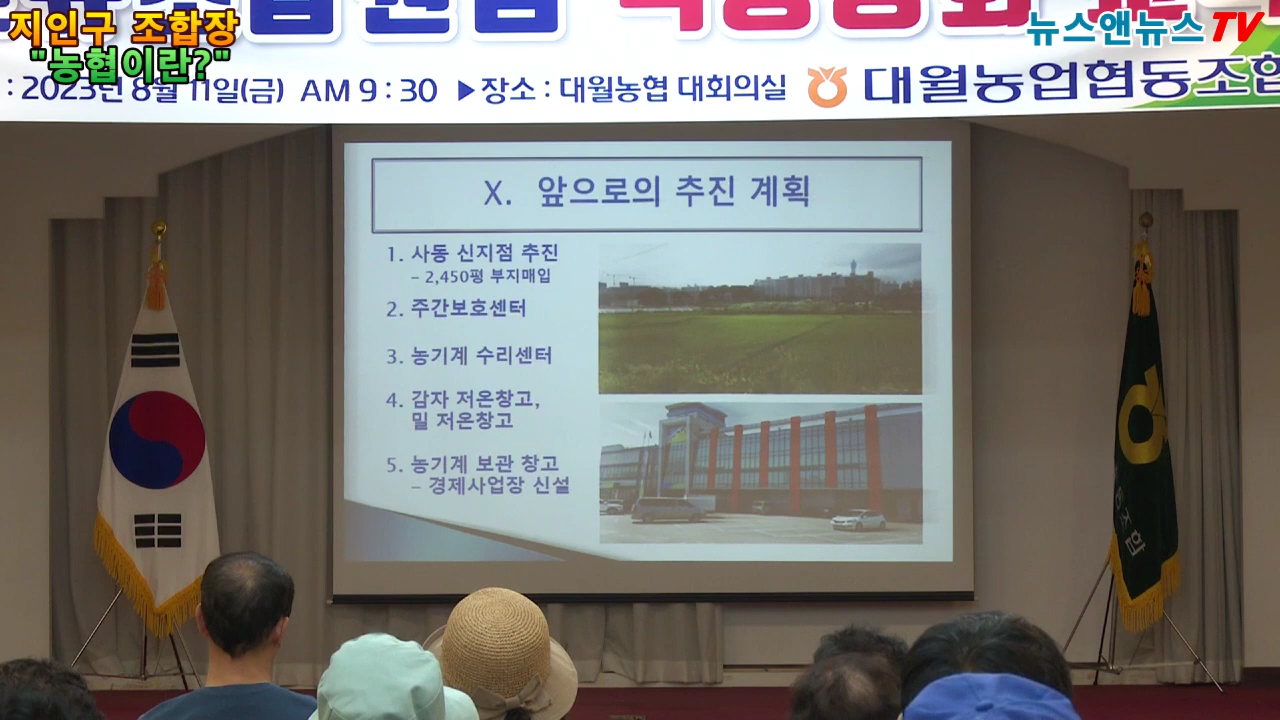 지인구 조합장
"농협이란?"
뉴스앤뉴스TV
: 2023년 8월 11일(금) AM 9 : 30 ▶장소 : 대월농협 대회의실 대월농업협동조합
X. 앞으로의 추진 계획
1. 사동 신지점 추진
- 2,450평 부지매입
2. 주간보호센터
3. 농기계 수리센터
4. 감자 저온창고,
밀 저온창고
5. 농기계 보관 창고
- 경제사업장 신설